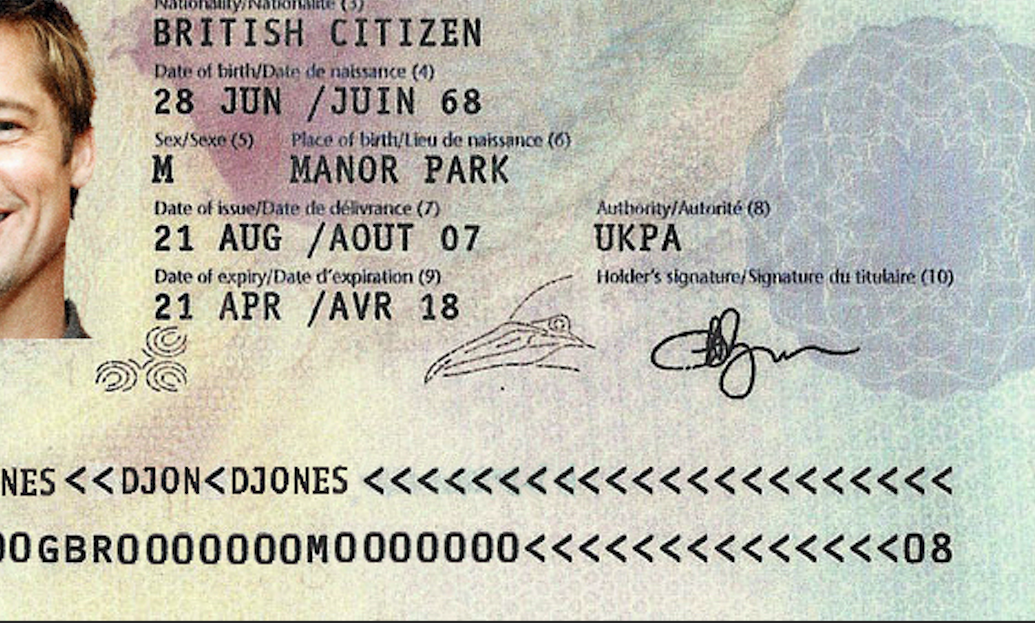 Nationality/Nationalité (3)
BRITISH CITIZEN
Date of birth/Date de naissance (4)
28 JUN /JUIN 68
Sex/Sexe (5) Place of birth/Lieu de naissance (6)
M MANOR PARK
Date of issue/Date de délivrance (7) Authority/Autorité (8)
21 AUG /AOUT 07 UKPA
Date of expiry/Date d'expiration (9) Holder's signature/Signature du titulaire (10)
21 APR /AVR 18
NES<<DJON<DJONES<<<<<<<<<<<<<<<<<<<<<<
00GBR0000000M0000000<<<<<<<<<<<<<<08